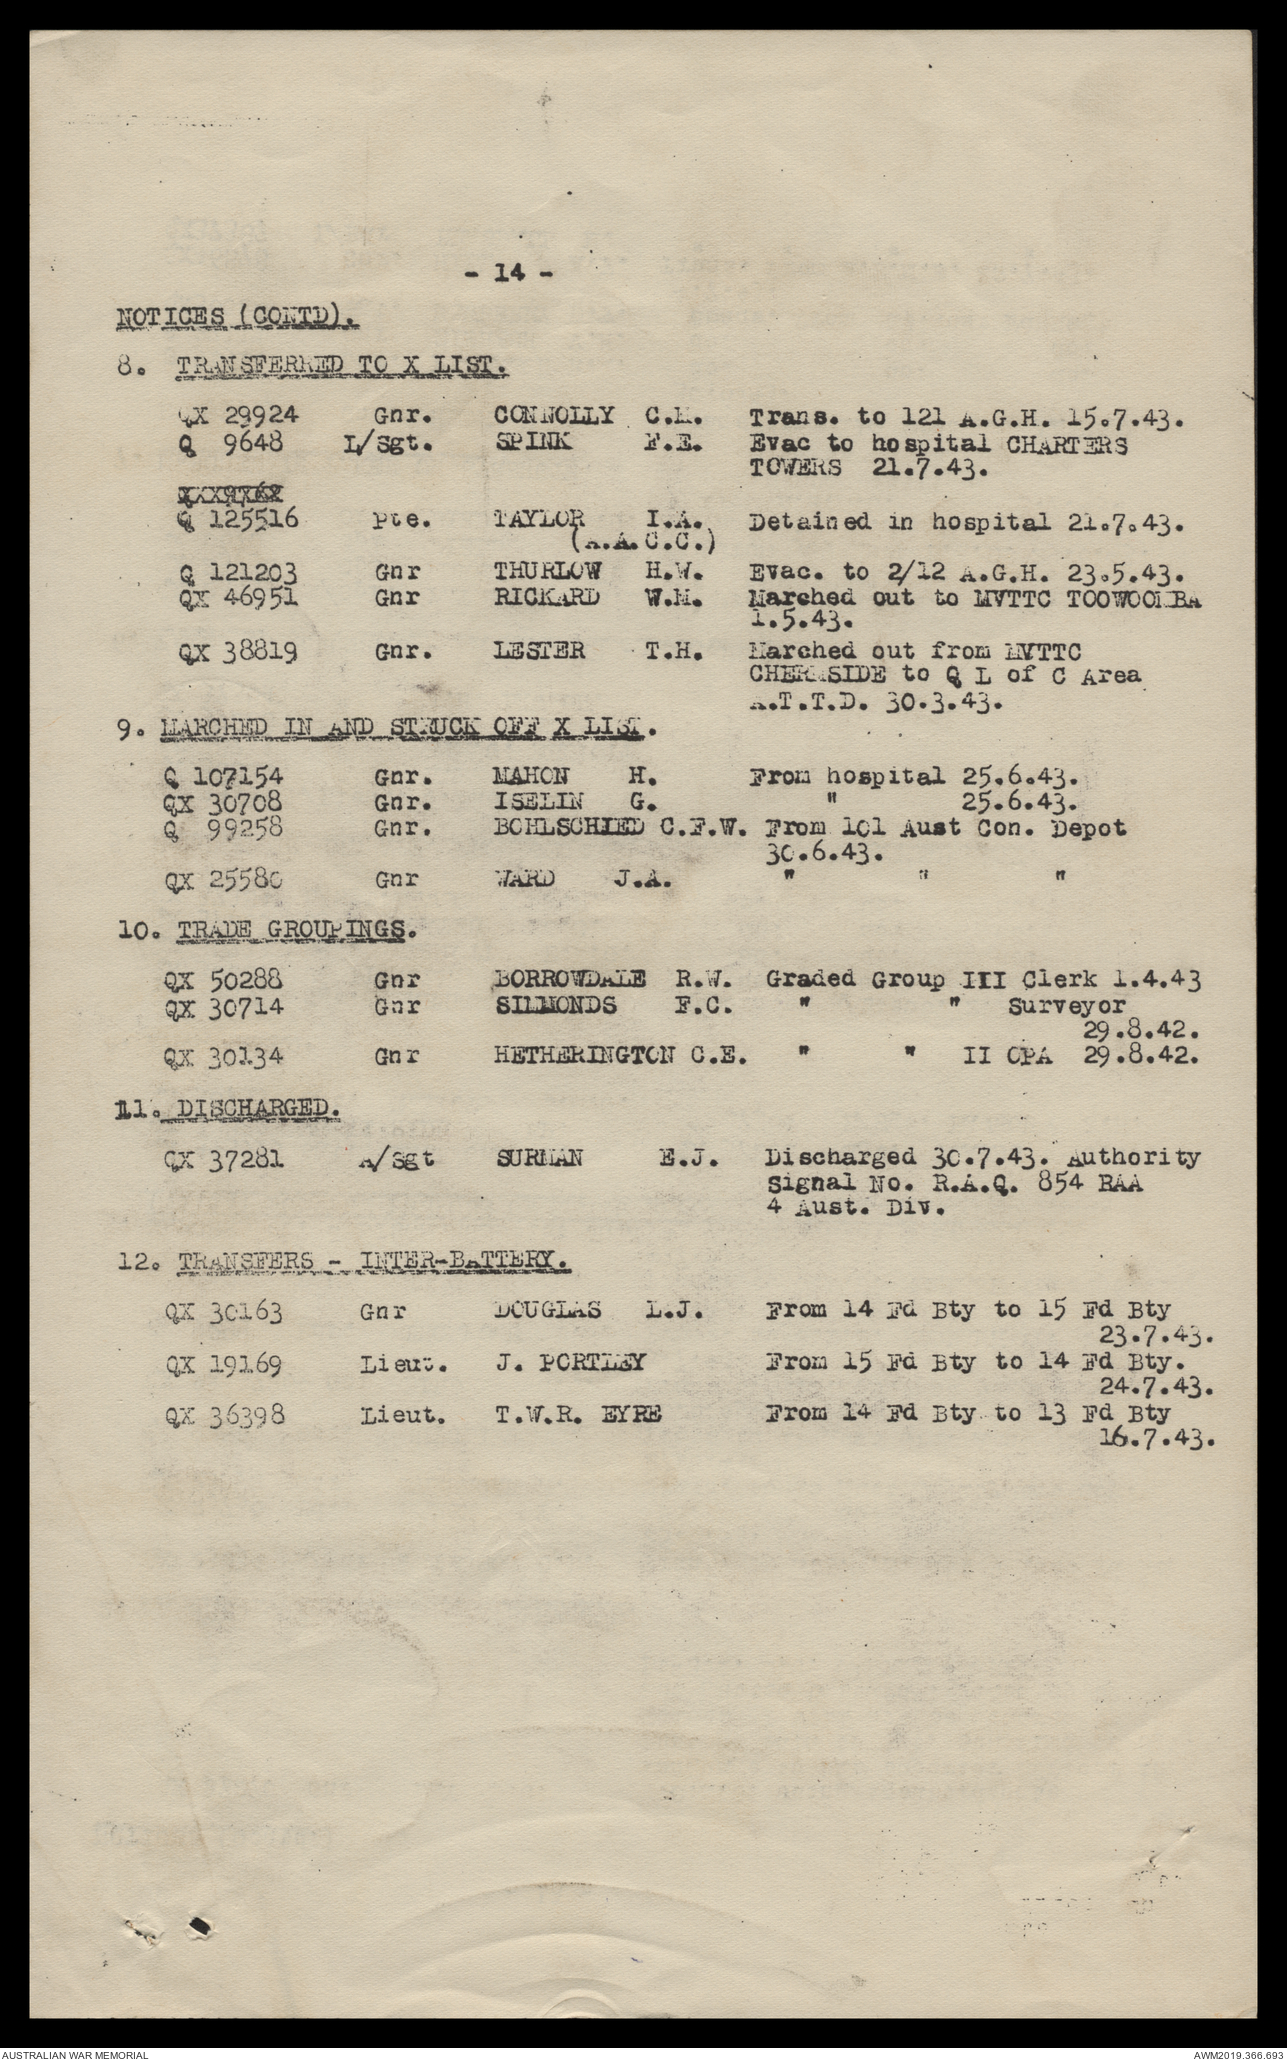 - 14 -
NOTICES (CONTD).
8. TRANSFERRED TO X LIST.
QX 29924 Gnr. CONNOLLY C.H. Trans. to 121 A.G.H. 15.7.43.
Q 9648 L/Sgt. SPINK F.E. Evac to hospital CHARTERS
TOWERS 21.7.43.
Q 125516 Pte. TAYLOR I.A. Detained in hospital 21.7.43.
(A.A.C.C.)
Q 121203 Gnr THURLOW H.W. Evac. to 2/12 A.G.H. 23.5.43.
QX 46951 Gnr RICKARD W.M. Marched out to MVTTC TOOWOOMBA
1.5.43.
QX 38819 Gnr. LESTER T.H. Marched out from MVTTC
CHERMSIDE to Q L of C Area
A.T.T.D. 30.3.43.
9. MARCHED IN AND STRUCK OFF X LIST.
Q 107154 Gnr. MAHON H. From hospital 25.6.43.
QX 30708 Gnr. ISELIN G. " 25.6.43.
Q 99258 Gnr. BOHLSCHIED C.F.W. From 101 Aust Con. Depot
30.6.43.
QX 25580 Gnr WARD J.A. " " "
10. TRADE GROUPINGS.
QX 50288 Gnr BORROWDALE R.W. Graded Group III Clerk 1.4.43
QX 30714 Gnr SILMONDS F.C. " " Surveyor
29.8.42.
QX 30134 Gnr HETHERINGTON C.E. " " II OPA 29.8.42.
11. DISCHARGED.
QX 37281 A/Sgt SURMAN E.J. Discharged 30.7.43. Authority
Signal No. R.A.Q. 854 RAA
4 Aust. Div.
12. TRANSFERS - INTER-BATTERY.
QX 30163 Gnr DOUGLAS L.J. From 14 Fd Bty to 15 Fd Bty
23.7.43.
QX 19169 Lieut. J. PORTLEY From 15 Fd Bty to 14 Fd Bty.
24.7.43.
QX 36398 Lieut. T.W.R. EYRE From 14 Fd Bty to 13 Fd Bty
16.7.43.
AUSTRALIAN WAR MEMORIAL AWM2019.366.693